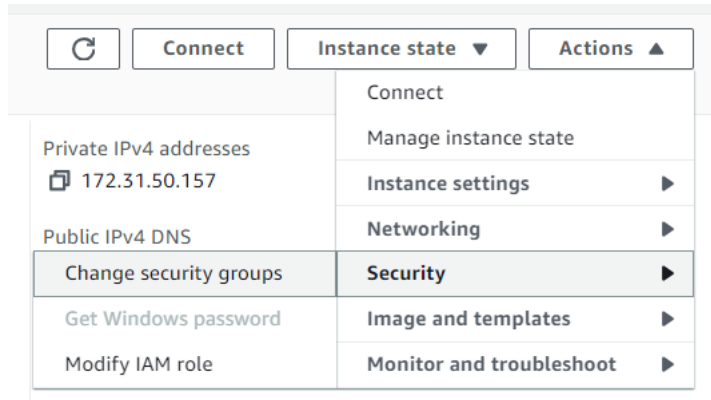 Connect
Instance state
Actions
Connect
Manage instance state
Private IPv4 addresses
172.31.50.157
Instance settings
Public IPv4 DNS
Networking
Change security groups
Security
Get Windows password
Image and templates
Modify IAM role
Monitor and troubleshoot